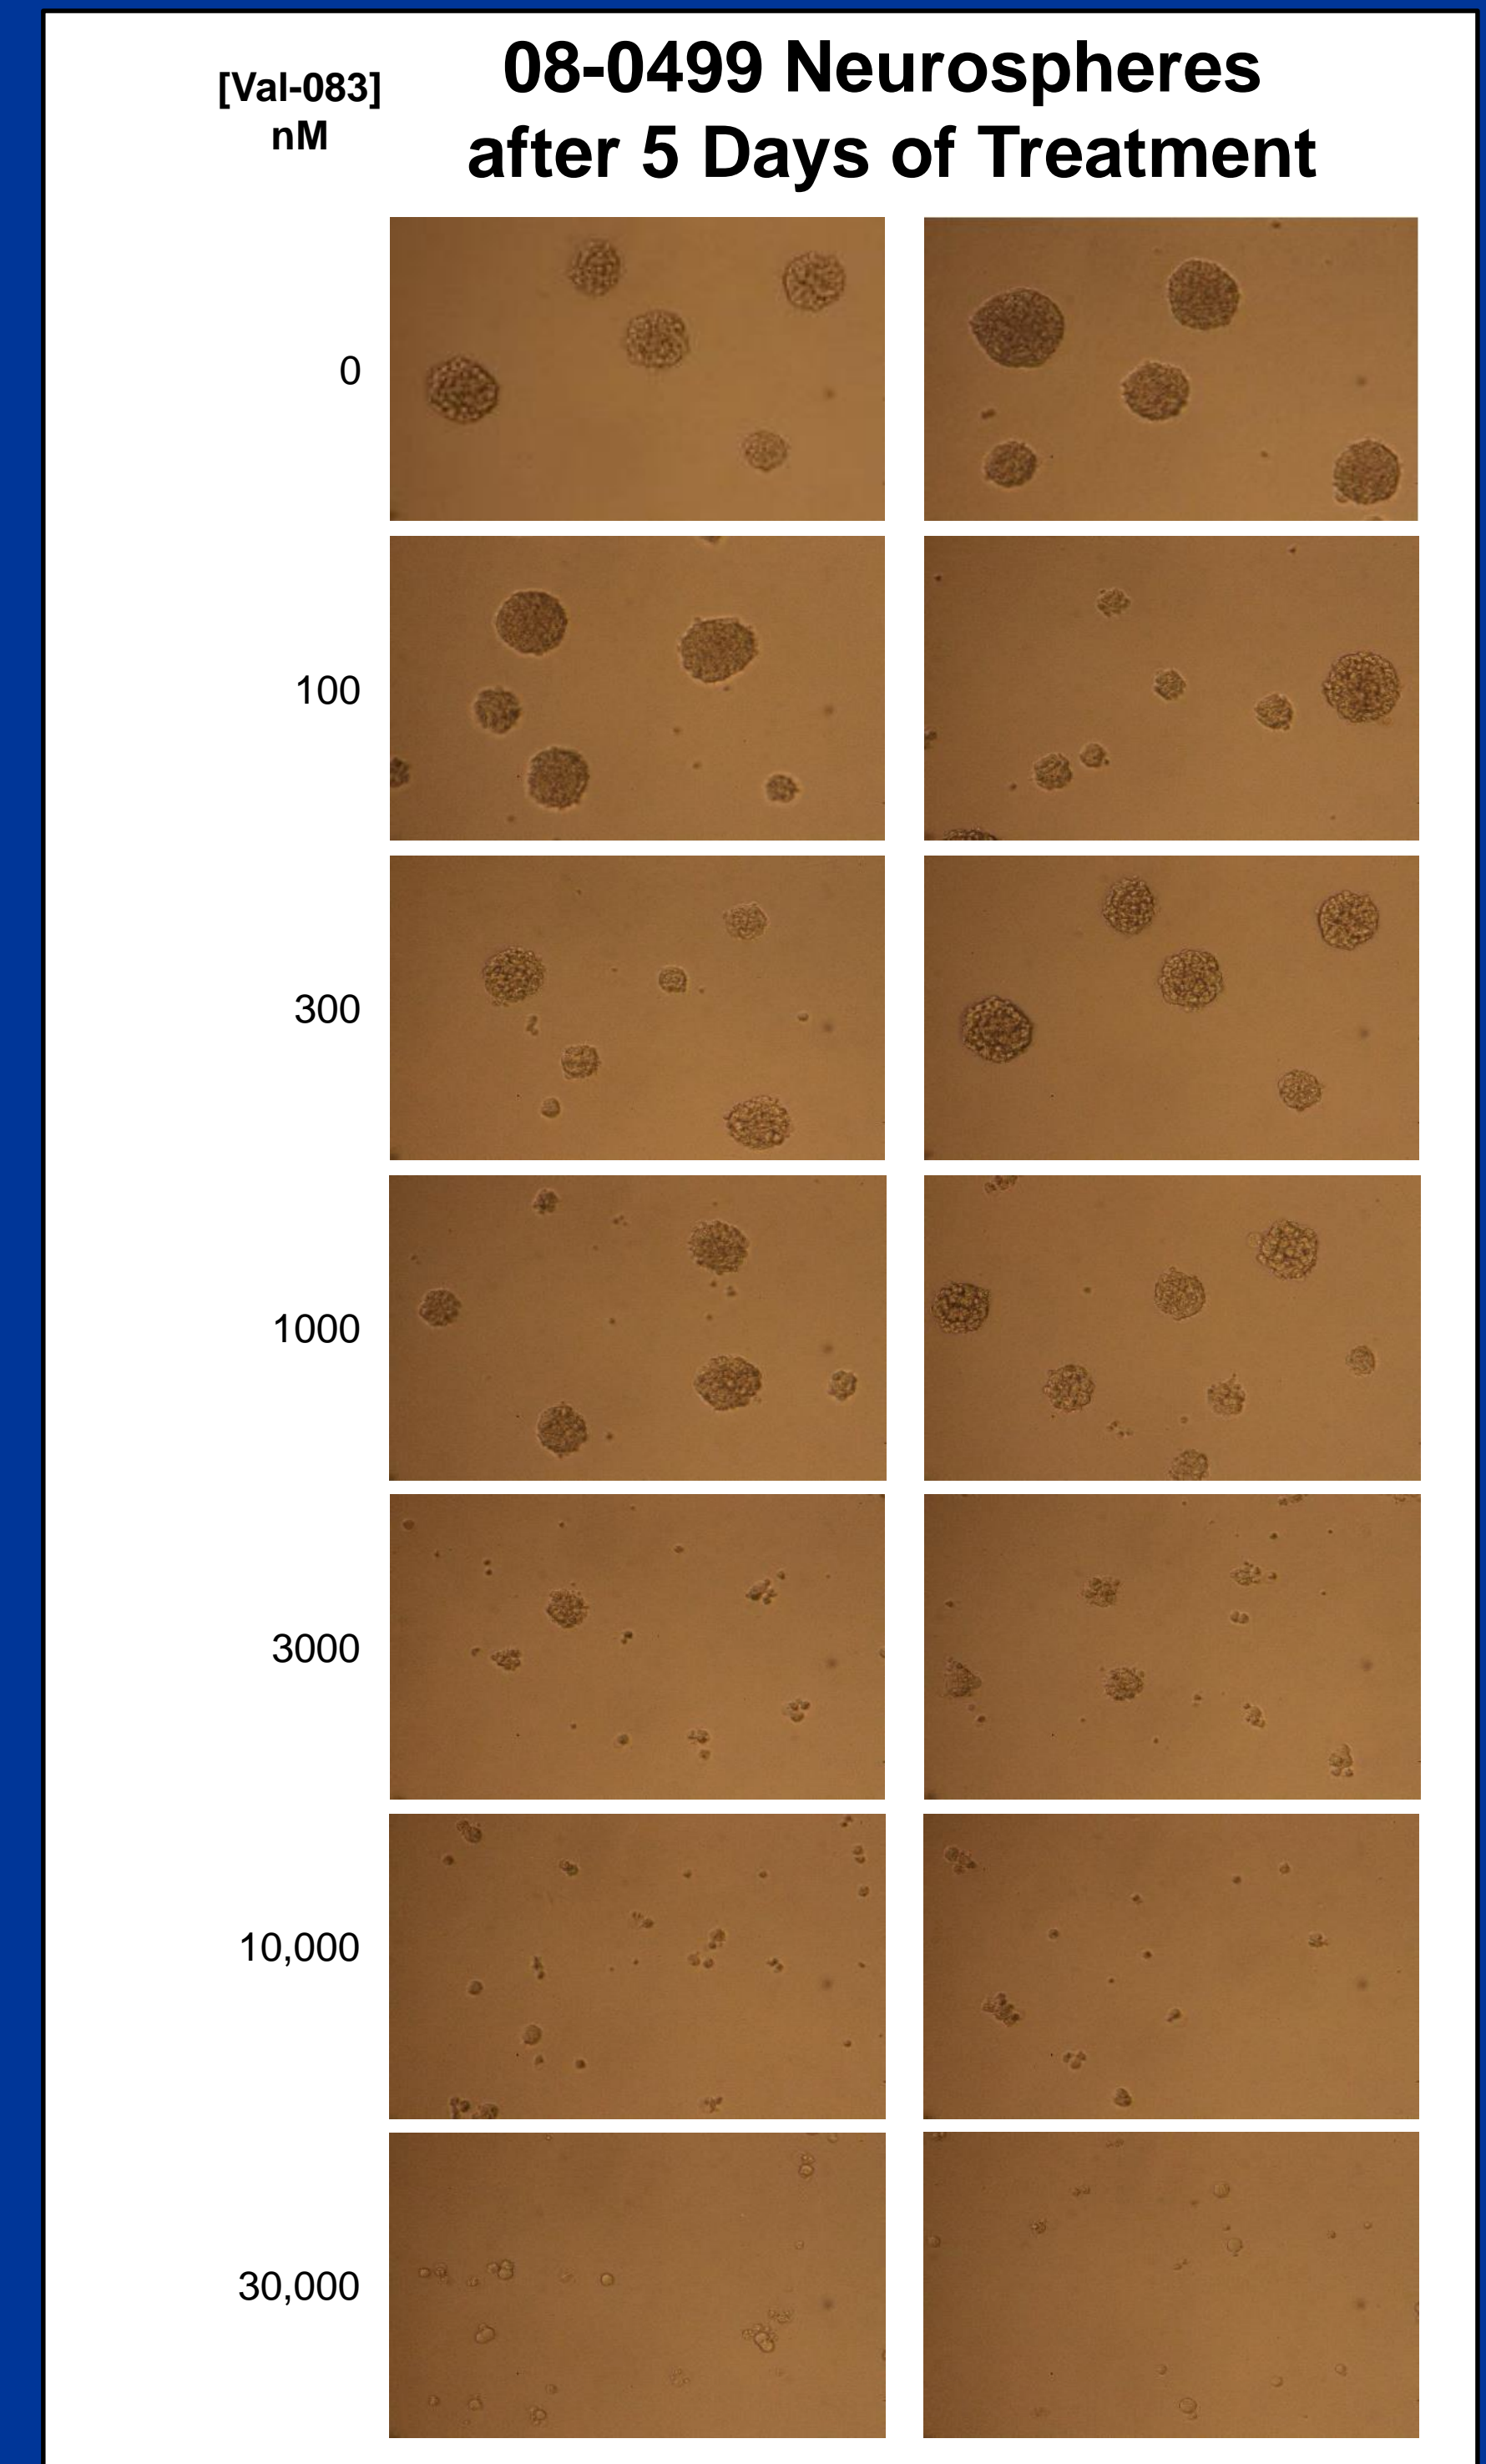 [Val-083]
nM
08-0499 Neurospheres
after 5 Days of Treatment
0
100
300
1000
3000
10,000
30,000